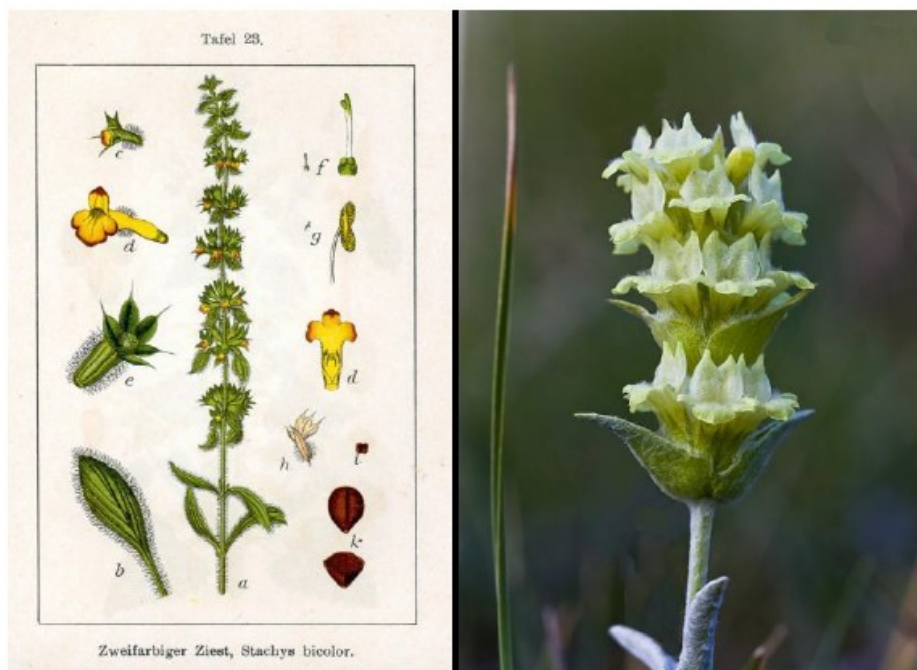 Tafel 23.
c
f
d
g
e
d
h
i
k
b
a
Zweifarbiger Ziest, Stachys bicolor.